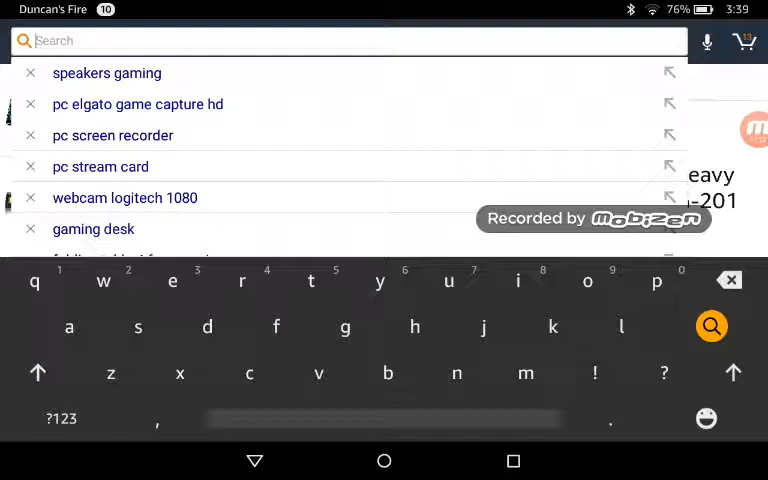 Duncan's Fire 10 76% 3:39
Search 13
speakers gaming
pc elgato game capture hd
pc screen recorder
pc stream card
webcam logitech 1080
gaming desk
eavy
-201
Recorded by mobizen
1 2 3 4 5 6 7 8 9 0
q w e r t y u i o p
a s d f g h j k l
z x c v b n m ! ?
?123 , .